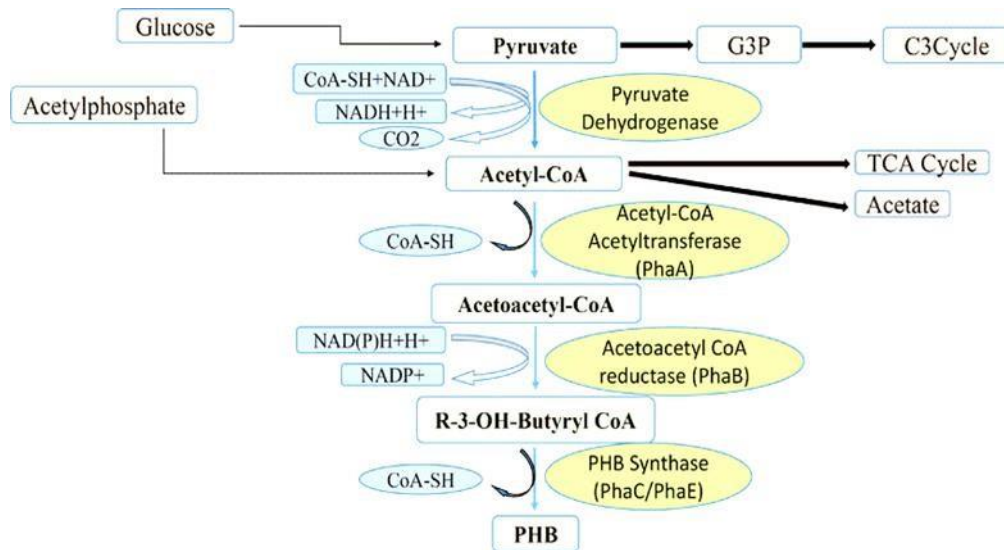 Glucose
Pyruvate
G3P
C3Cycle
CoA-SH+NAD+
NADH+H+
CO2
Pyruvate
Dehydrogenase
Acetylphosphate
Acetyl-CoA
TCA Cycle
Acetate
CoA-SH
Acetyl-CoA
Acetyltransferase
(PhaA)
Acetoacetyl-CoA
NAD(P)H+H+
NADP+
Acetoacetyl CoA
reductase (PhaB)
R-3-OH-Butyryl CoA
CoA-SH
PHB Synthase
(PhaC/PhaE)
PHB